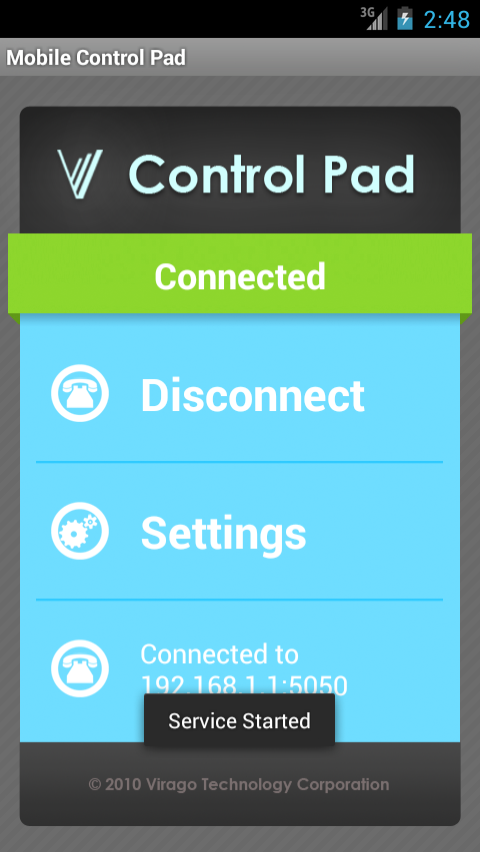 3G 2:48
Mobile Control Pad
Control Pad
Connected
Disconnect
Settings
Connected to
192.168.1.1:5050
Service Started
© 2010 Virago Technology Corporation